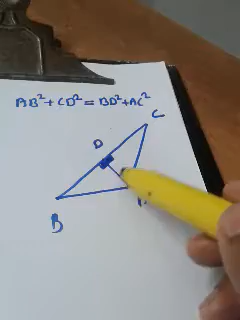 AB² + CD² = BD² + AC²
C
D
B